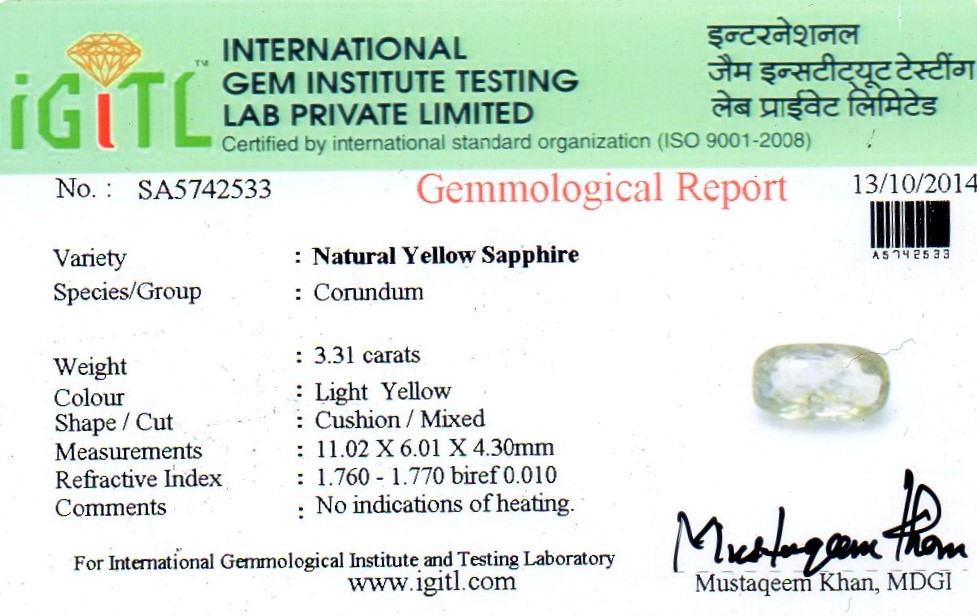 iGiTL™
INTERNATIONAL
GEM INSTITUTE TESTING
LAB PRIVATE LIMITED
Certified by international standard organization (ISO 9001-2008)
इन्टरनेशनल
जैम इन्सटीट्यूट टेस्टींग
लेब प्राईवेट लिमिटेड
No. : SA5742533
Gemmological Report
13/10/2014
A5742533
Variety : Natural Yellow Sapphire
Species/Group : Corundum
Weight : 3.31 carats
Colour : Light Yellow
Shape / Cut : Cushion / Mixed
Measurements : 11.02 X 6.01 X 4.30mm
Refractive Index : 1.760 - 1.770 biref 0.010
Comments : No indications of heating.
For International Gemmological Institute and Testing Laboratory
www.igitl.com
Mustaqeem Khan
Mustaqeem Khan, MDGI